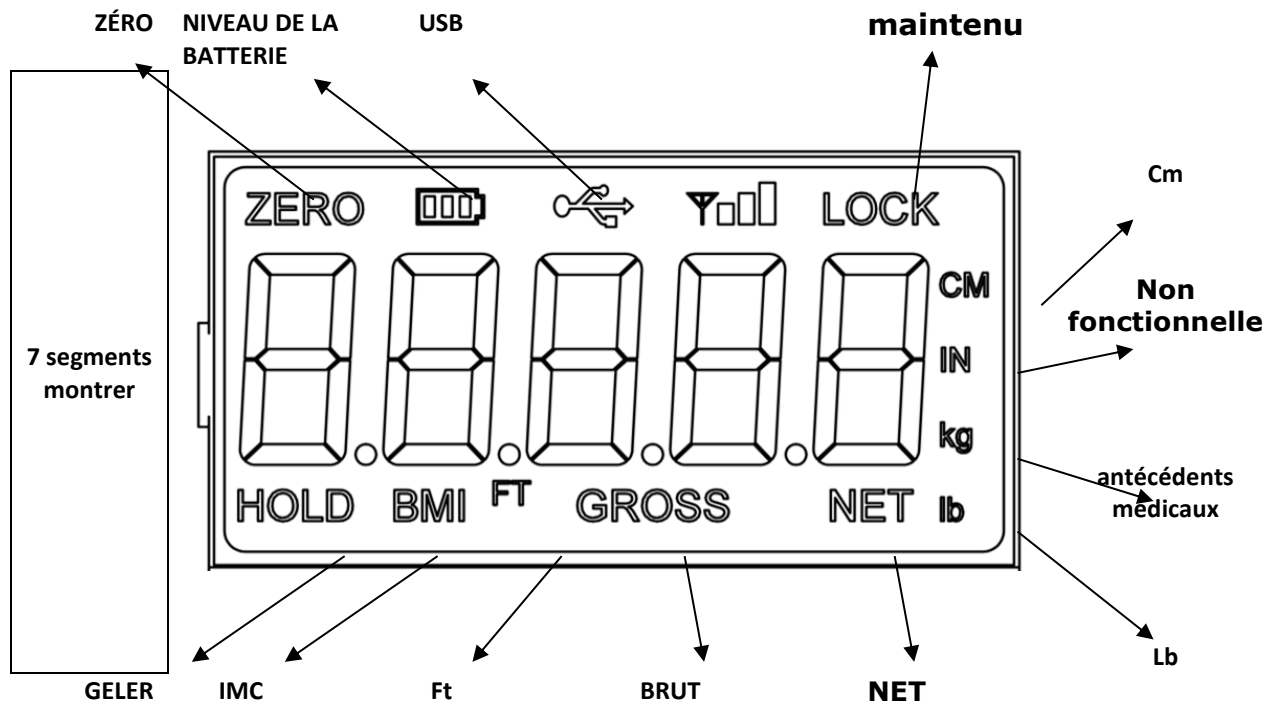 ZÉRO NIVEAU DE LA USB maintenu
BATTERIE
Cm
ZERO LOCK
CM
Non
fonctionnelle
7 segments
montrer
IN
kg
antécédents
médicaux
HOLD BMI FT GROSS NET lb
Lb
GELER IMC Ft BRUT NET